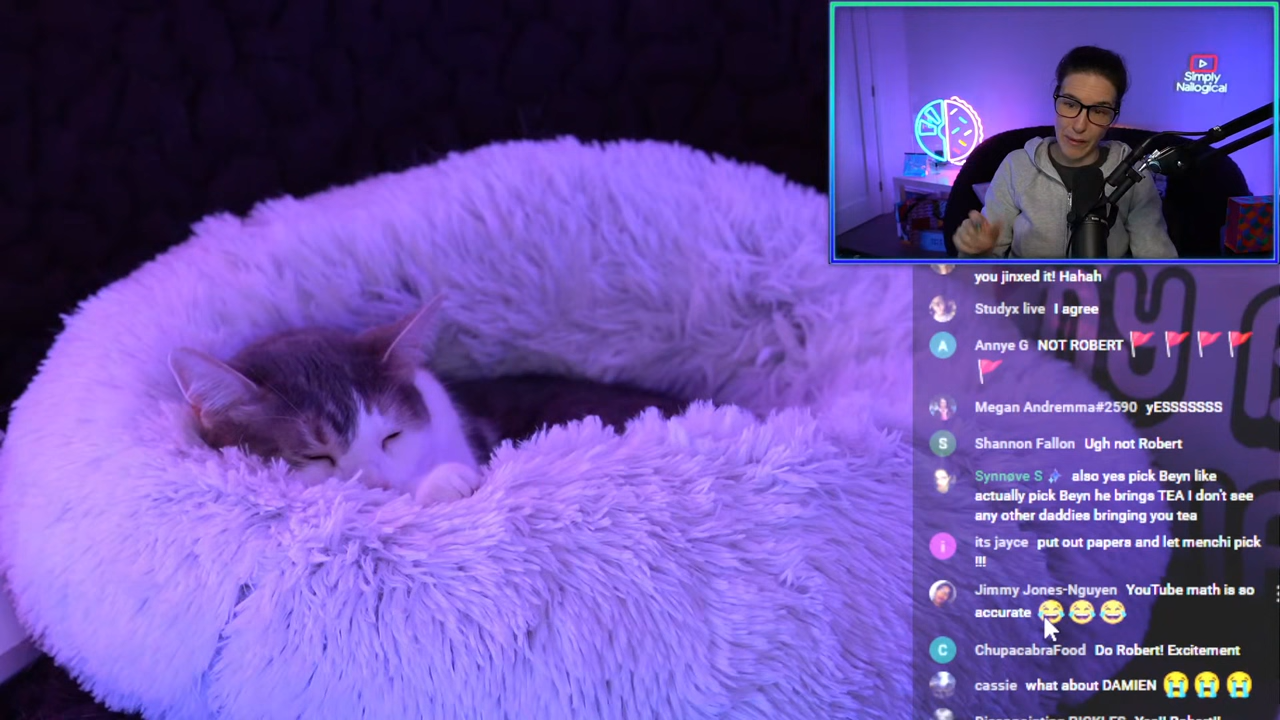 Simply
Nailogical
you jinxed it! Hahah
Studyx live I agree
Annye G NOT ROBERT 🚩 🚩 🚩 🚩
🚩
A
Megan Andremma#2590 yESSSSSSS
S
Shannon Fallon Ugh not Robert
Synnøve S ✨ also yes pick Beyn like
actually pick Beyn he brings TEA I don't see
any other daddies bringing you tea
i
its jayce put out papers and let menchi pick
!!!
Jimmy Jones-Nguyen YouTube math is so
accurate 😂 😂 😂
C
ChupacabraFood Do Robert! Excitement
cassie what about DAMIEN 😭 😭 😭